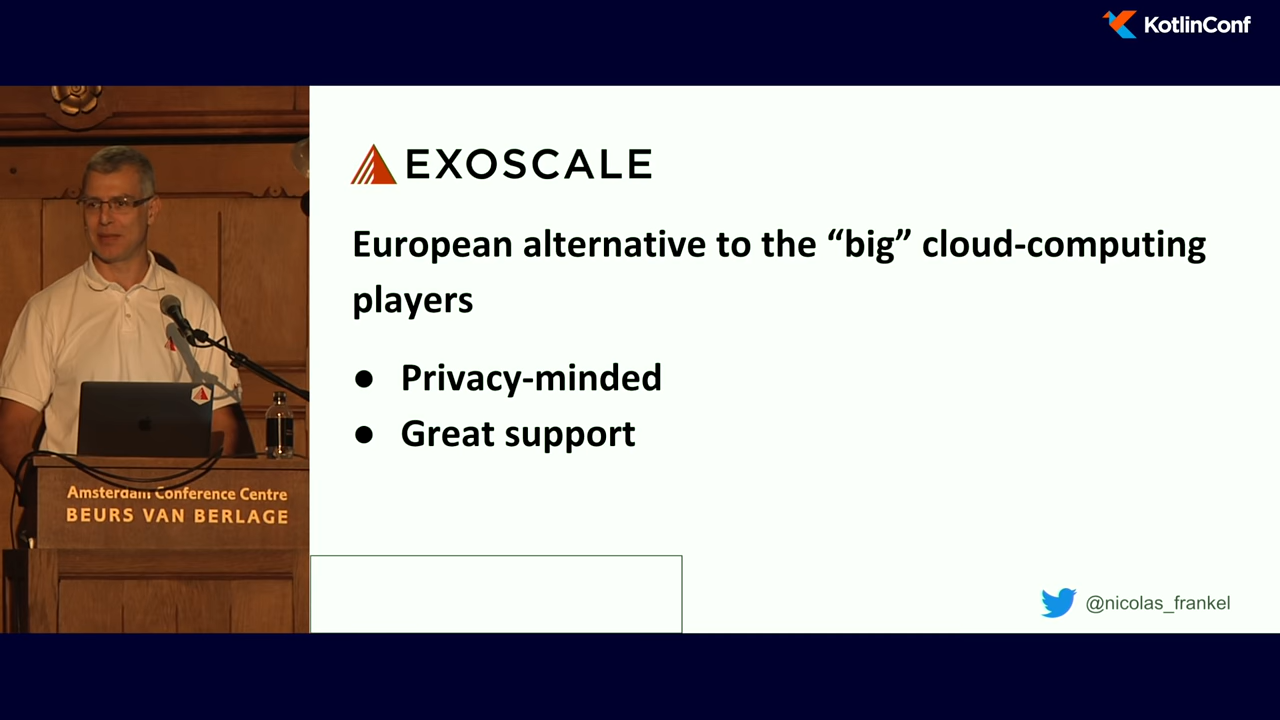 KotlinConf
EXOSCALE
European alternative to the “big” cloud-computing
players
● Privacy-minded
● Great support
Amsterdam Conference Centre
BEURS VAN BERLAGE
@nicolas_frankel